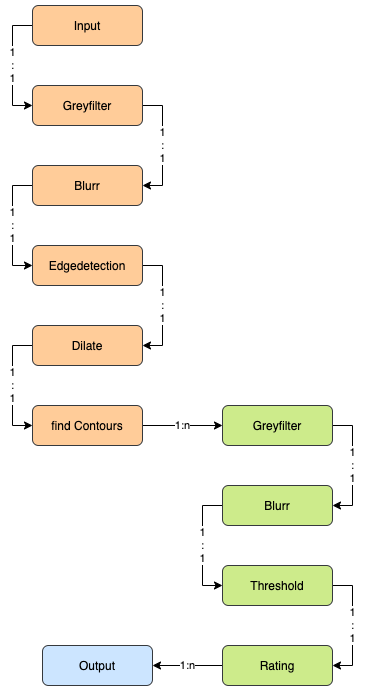 Input
1
:
1
Greyfilter
1
:
1
Blurr
1
:
1
Edgedetection
1
:
1
Dilate
1
:
1
find Contours
1:n
Greyfilter
1
:
1
Blurr
1
:
1
Threshold
1
:
1
Rating
1:n
Output